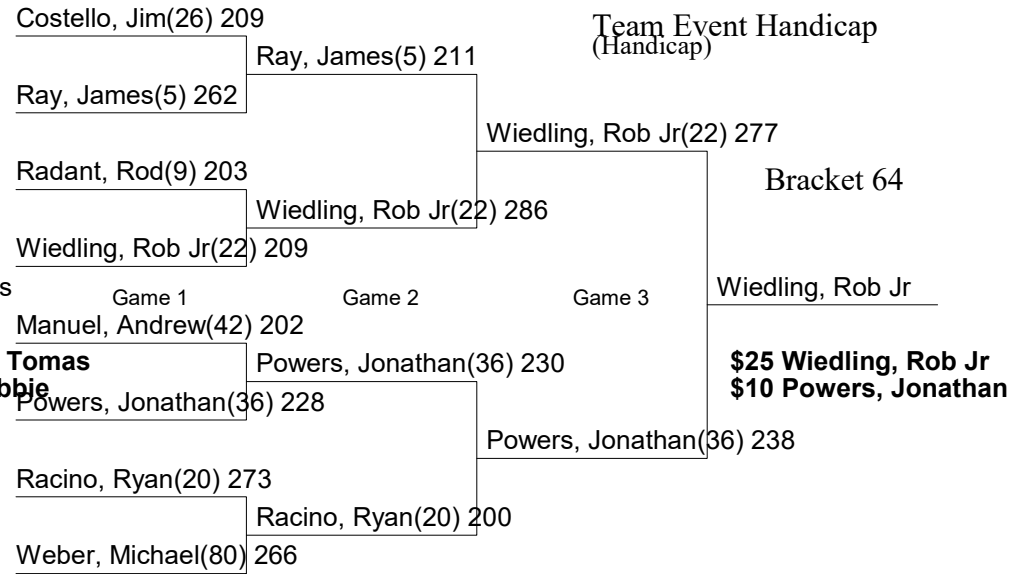 Costello, Jim(26) 209
Team Event Handicap
(Handicap)
Ray, James(5) 211
Ray, James(5) 262
Wiedling, Rob Jr(22) 277
Radant, Rod(9) 203
Bracket 64
Wiedling, Rob Jr(22) 286
Wiedling, Rob Jr(22) 209
Game 1 Game 2 Game 3
Wiedling, Rob Jr
Manuel, Andrew(42) 202
Tomas
Powers, Jonathan(36) 230
$25 Wiedling, Rob Jr
$10 Powers, Jonathan
Powers, Jonathan(36) 228
Powers, Jonathan(36) 238
Racino, Ryan(20) 273
Racino, Ryan(20) 200
Weber, Michael(80) 266